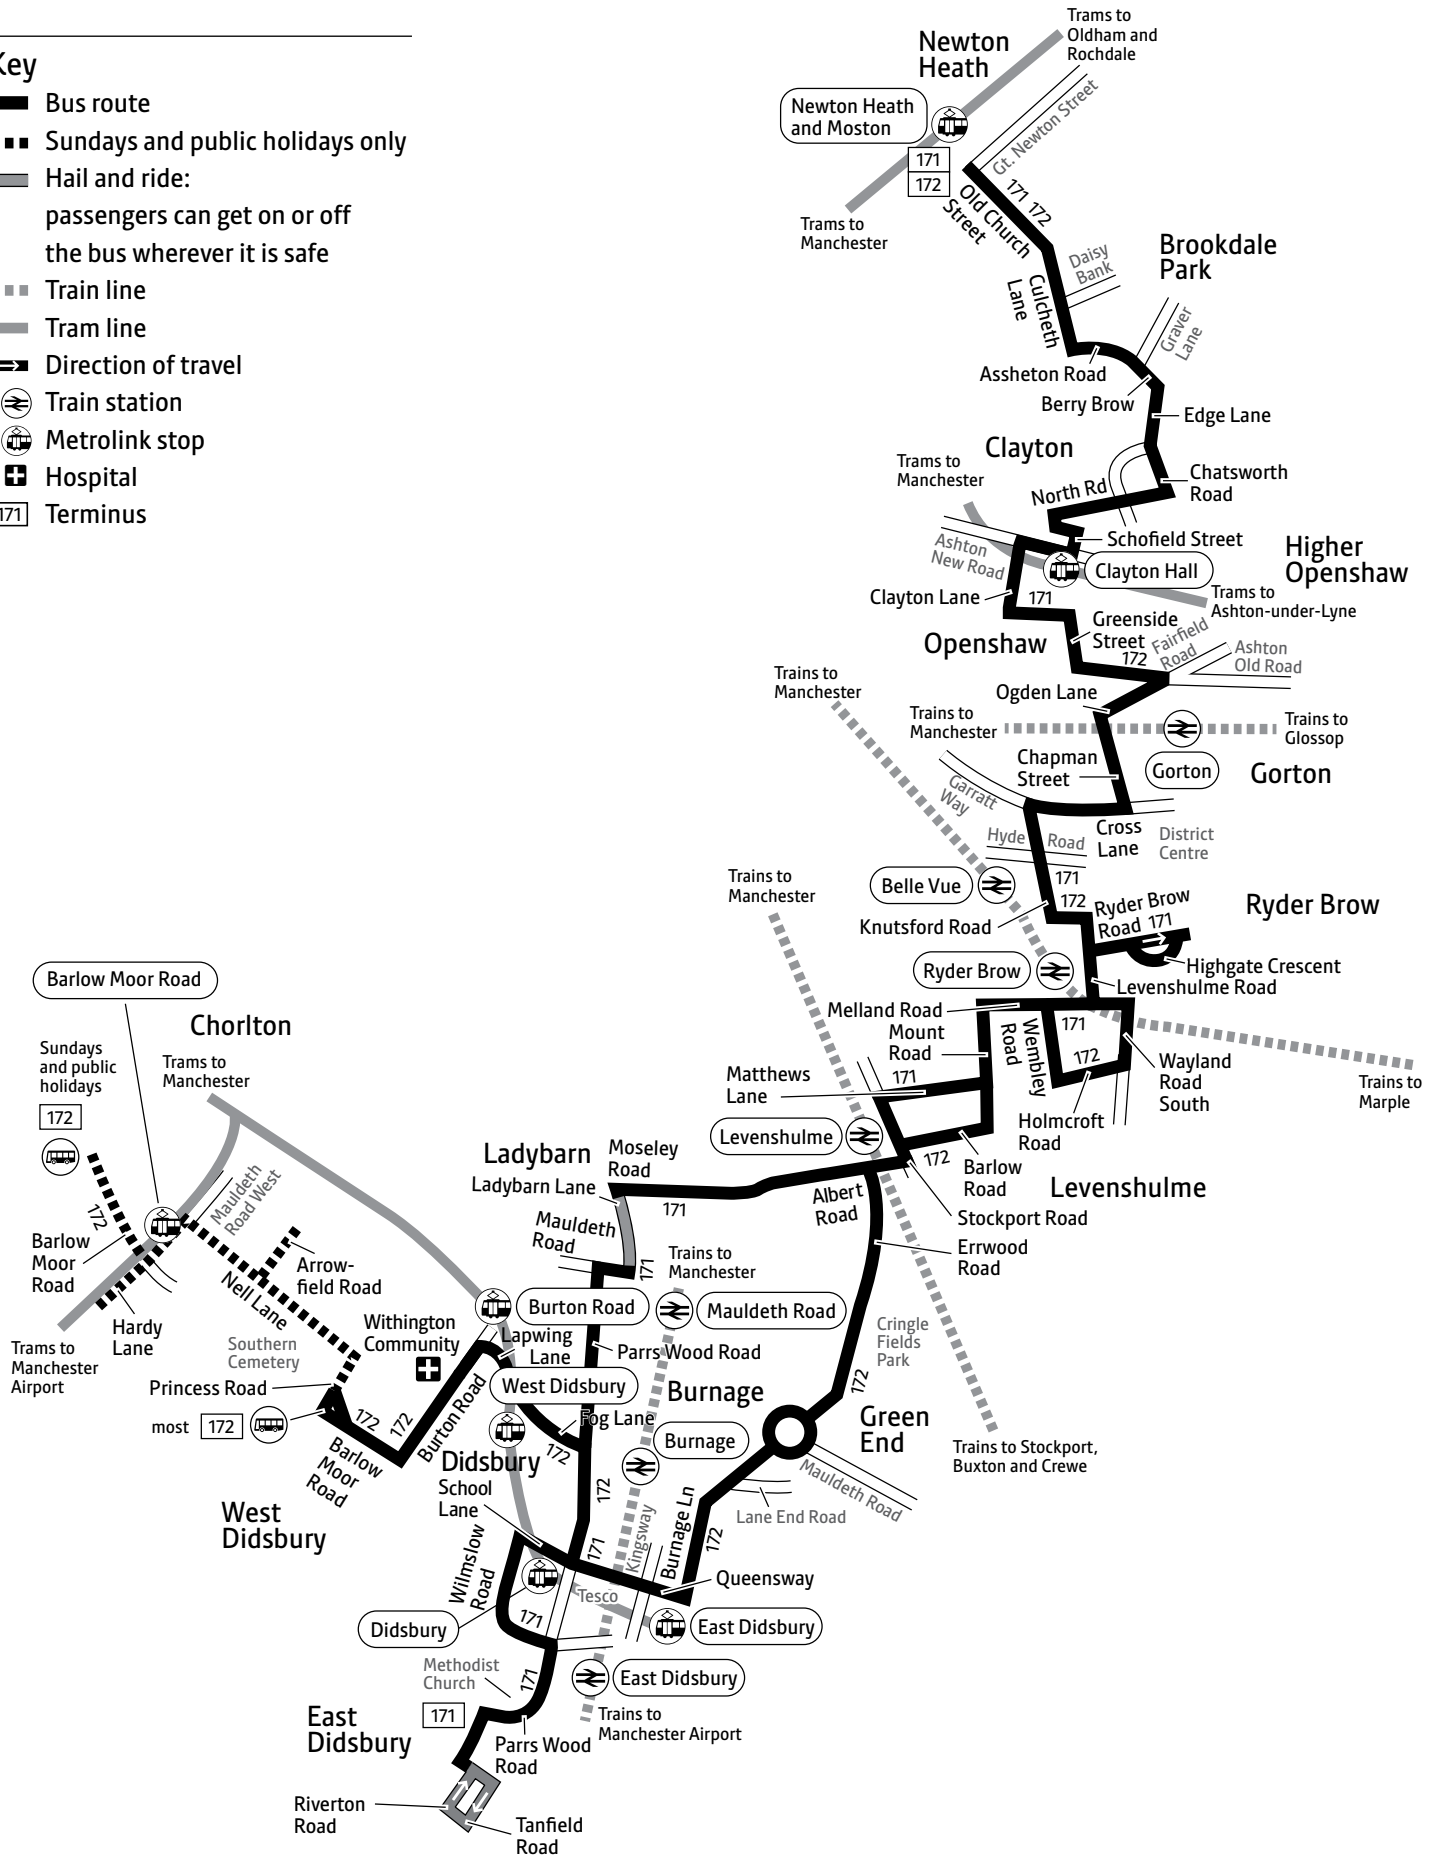 Key
Bus route
Sundays and public holidays only
Hail and ride:
passengers can get on or off
the bus wherever it is safe
Train line
Tram line
Direction of travel
Train station
Metrolink stop
Hospital
171
Terminus
Trams to
Oldham and
Rochdale
Newton
Heath
Newton Heath
and Moston
171
172
Gt. Newton Street
171 172
Old Church
Street
Trams to
Manchester
Daisy
Bank
Brookdale
Park
Culcheth
Lane
Graver
Lane
Assheton Road
Berry Brow
Edge Lane
Clayton
Trams to
Manchester
Chatsworth
Road
North Rd
Schofield Street
Ashton
New Road
Clayton Hall
Higher
Openshaw
Clayton Lane
171
Trams to
Ashton-under-Lyne
Greenside
Street
Openshaw
172
Fairfield
Road
Ashton
Old Road
Trains to
Manchester
Ogden Lane
Trains to
Manchester
Trains to
Glossop
Chapman
Street
Gorton
Gorton
Garratt
Way
Hyde Road
Cross
Lane
District
Centre
Trains to
Manchester
Belle Vue
171
172
Knutsford Road
Ryder Brow
Road
171
Ryder Brow
Ryder Brow
Highgate Crescent
Levenshulme Road
Melland Road
Mount
Road
Wembley
Road
171
172
Wayland
Road
South
Trains to
Marple
Matthews
Lane
171
Holmcroft
Road
Levenshulme
172
Barlow
Road
Levenshulme
Stockport Road
Albert
Road
Errwood
Road
Barlow Moor Road
Chorlton
Sundays
and public
holidays
172
Trams to
Manchester
172
Mauldeth
Road West
Barlow
Moor
Road
Arrow-
field Road
Nell Lane
Hardy
Lane
Trams to
Manchester
Airport
Southern
Cemetery
Withington
Community
Princess Road
most
172
172
172
Burton Road
Barlow
Moor
Road
West
Didsbury
Ladybarn
Moseley
Road
Ladybarn Lane
171
Mauldeth
Road
171
Trains to
Manchester
Burton Road
Mauldeth Road
Lapwing
Lane
Parrs Wood Road
West Didsbury
Fog Lane
172
Burnage
Burnage
Cringle
Fields
Park
172
Green
End
Mauldeth Road
Trains to Stockport,
Buxton and Crewe
Lane End Road
Didsbury
School
Lane
172
171
Kingsway
Burnage Ln
172
Queensway
Wilmslow
Road
Tesco
171
Didsbury
East Didsbury
Methodist
Church
171
East Didsbury
171
East
Didsbury
Trains to
Manchester Airport
Parrs Wood
Road
Riverton
Road
Tanfield
Road